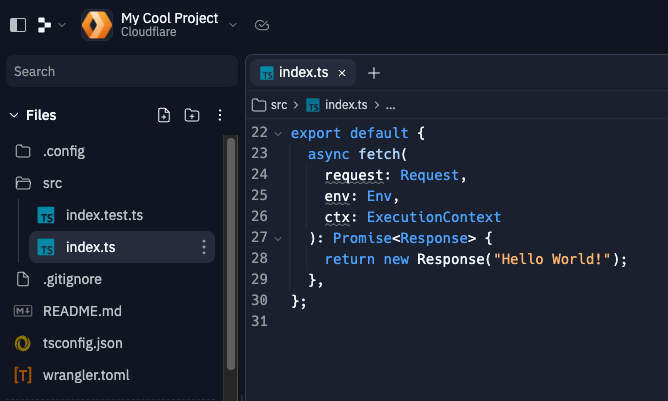 My Cool Project
Cloudflare
Search
Files
.config
src
TS index.test.ts
TS index.ts
.gitignore
M README.md
tsconfig.json
[T] wrangler.toml
TS index.ts × +
src > TS index.ts > ...
22 export default {
23 async fetch(
24 request: Request,
25 env: Env,
26 ctx: ExecutionContext
27 ): Promise<Response> {
28 return new Response("Hello World!");
29 },
30 };
31